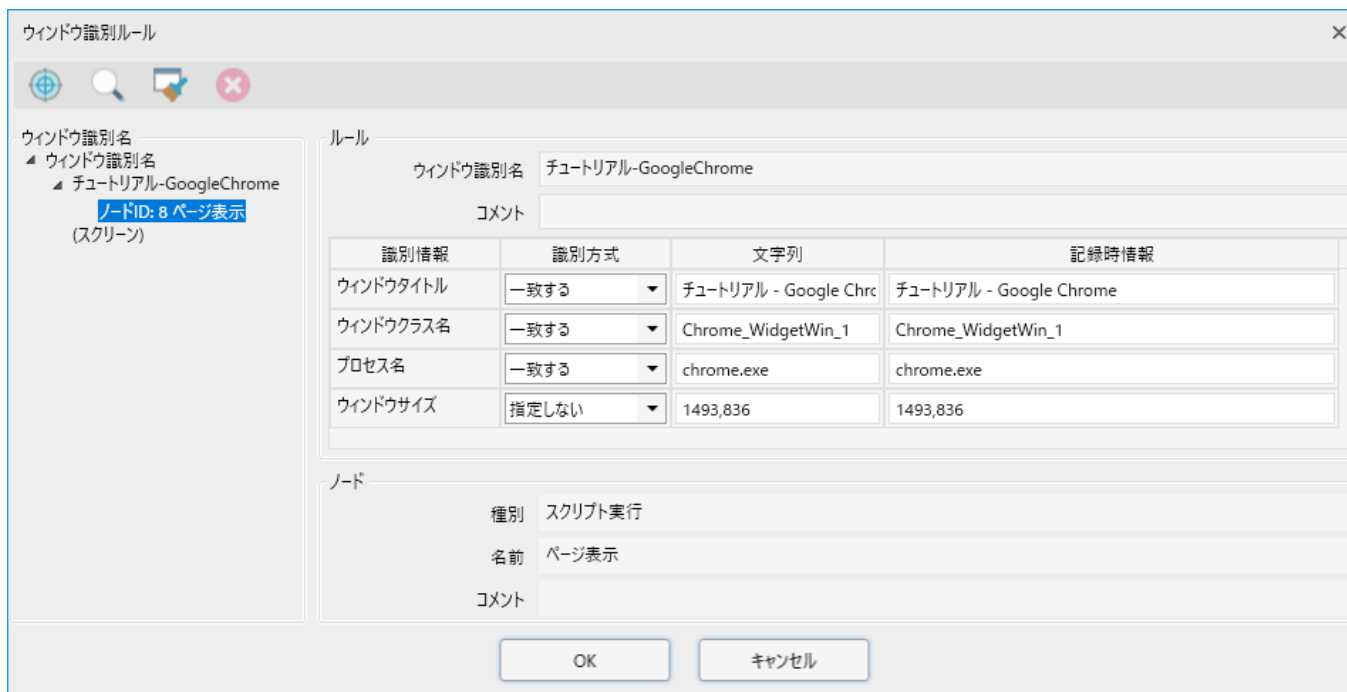 ウィンドウ識別ルール
ウィンドウ識別名
ウィンドウ識別名
チュートリアル-GoogleChrome
ノードID: 8 ページ表示
(スクリーン)
ルール
ウィンドウ識別名 チュートリアル-GoogleChrome
コメント
識別情報 識別方式 文字列 記録時情報
ウィンドウタイトル 一致する チュートリアル - Google Chrc チュートリアル - Google Chrome
ウィンドウクラス名 一致する Chrome_WidgetWin_1 Chrome_WidgetWin_1
プロセス名 一致する chrome.exe chrome.exe
ウィンドウサイズ 指定しない 1493,836 1493,836
ノード
種別 スクリプト実行
名前 ページ表示
コメント
OK キャンセル